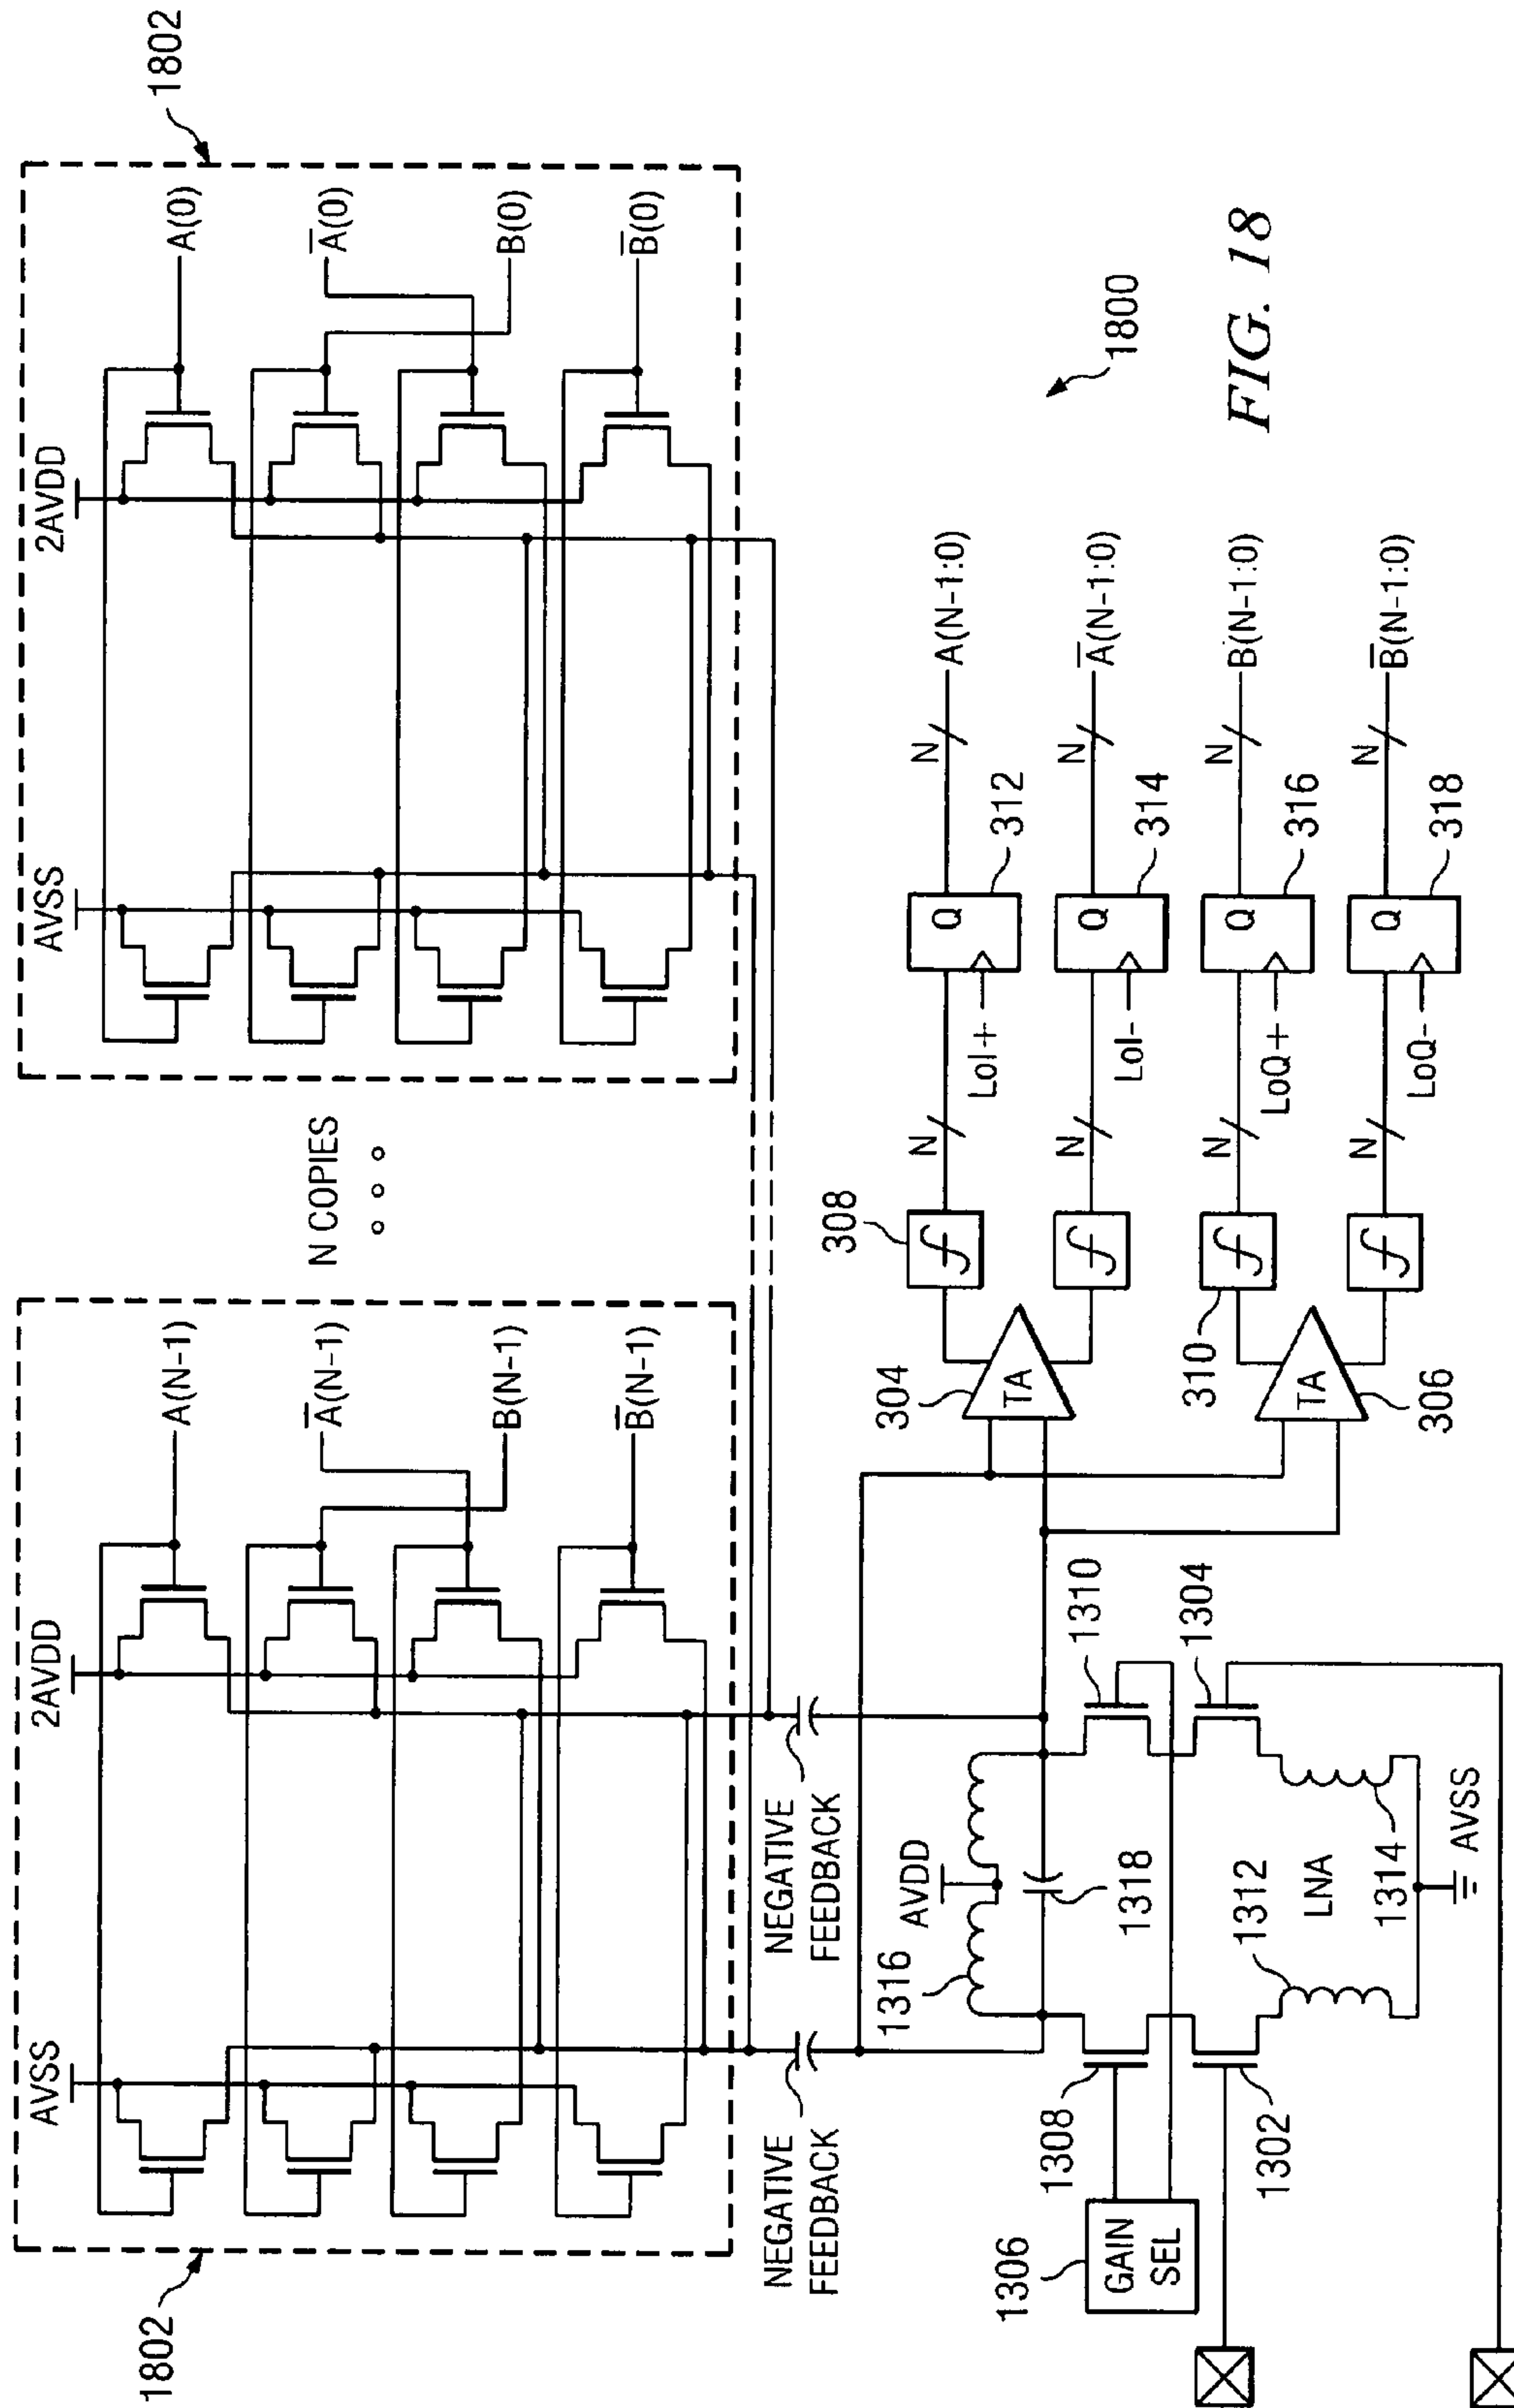 1802
AVSS
2AVDD
A(N-1)
A̅(N-1)
B(N-1)
B̅(N-1)
N COPIES
1802
AVSS
2AVDD
A(0)
A̅(0)
B(0)
B̅(0)
NEGATIVE
FEEDBACK
NEGATIVE
FEEDBACK
1306
GAIN
SEL
1308
1302
1316
AVDD
1318
1310
1304
1312
LNA
1314
AVSS
304
TA
TA
306
308
310
N
N
N
N
LoI+
LoI-
LoQ+
LoQ-
Q
Q
Q
Q
312
314
316
318
N
N
N
N
A(N-1:0)
A̅(N-1:0)
B(N-1:0)
B̅(N-1:0)
1800
FIG. 18